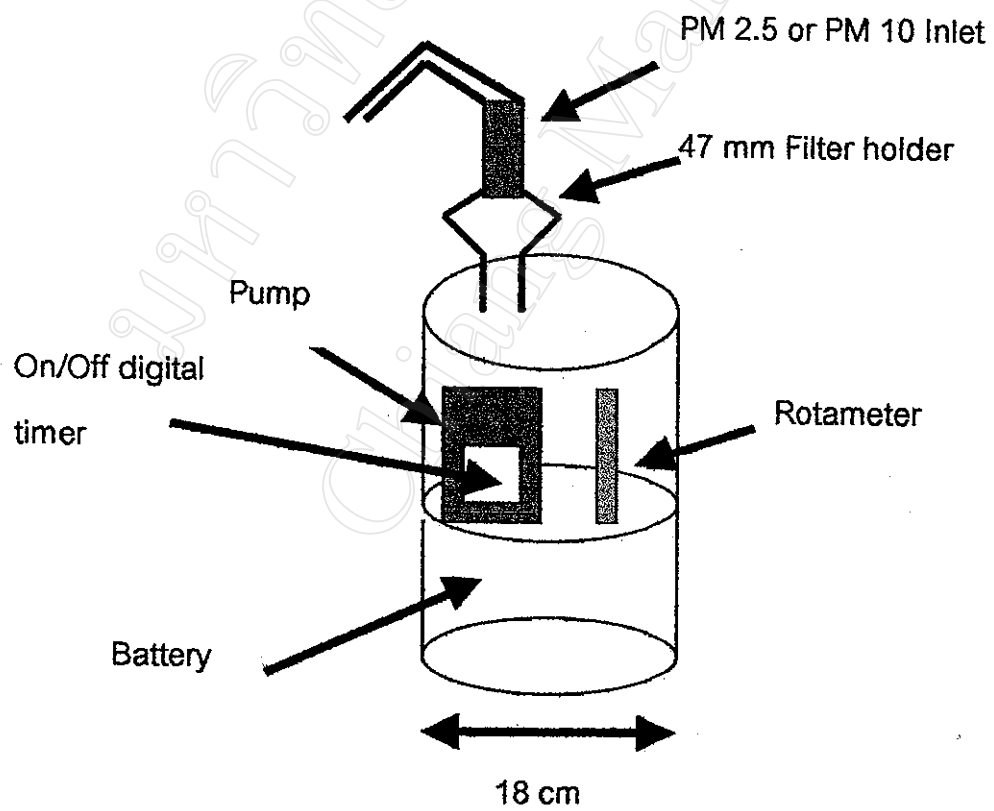 PM 2.5 or PM 10 Inlet
47 mm Filter holder
Pump
On/Off digital
timer
Rotameter
Battery
18 cm